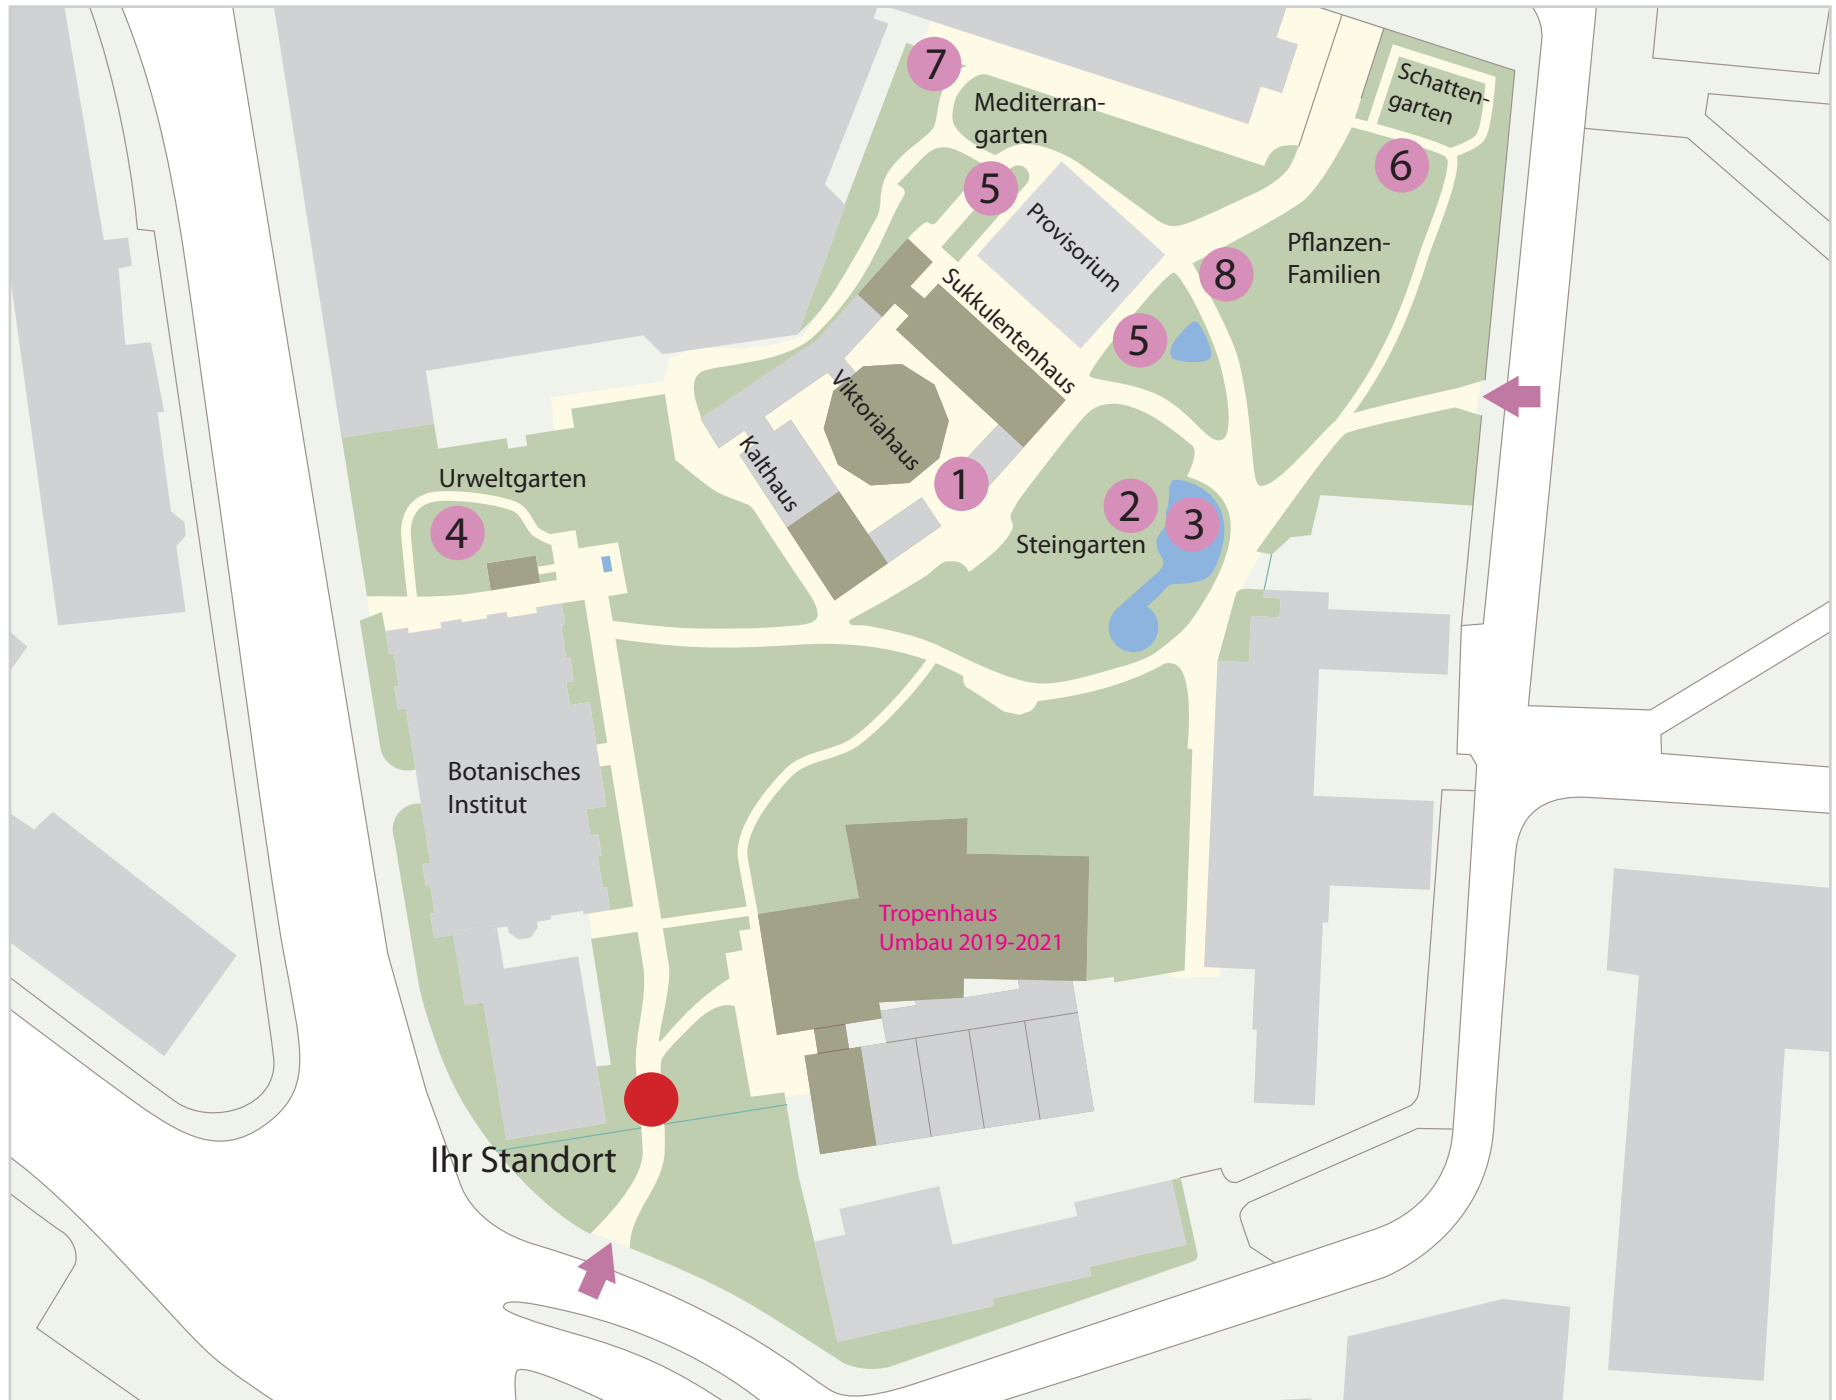 7
Mediterran-
garten
Schatten-
garten
6
5
Provisorium
Pflanzen-
Familien
8
Sukkulentenhaus
5
Viktoriahaus
Kalthaus
1
Urweltgarten
4
2
3
Steingarten
Botanisches
Institut
Tropenhaus
Umbau 2019-2021
Ihr Standort